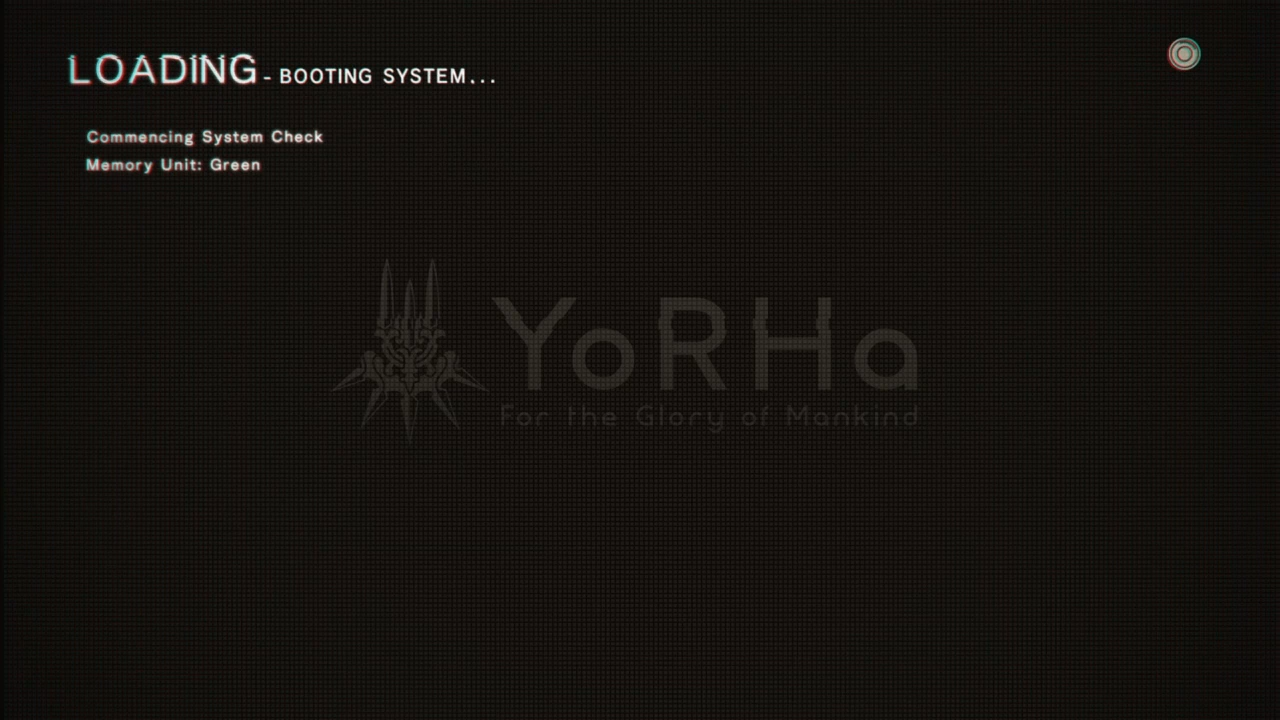 LOADING - BOOTING SYSTEM...
Commencing System Check
Memory Unit: Green
YoRHa
For the Glory of Mankind